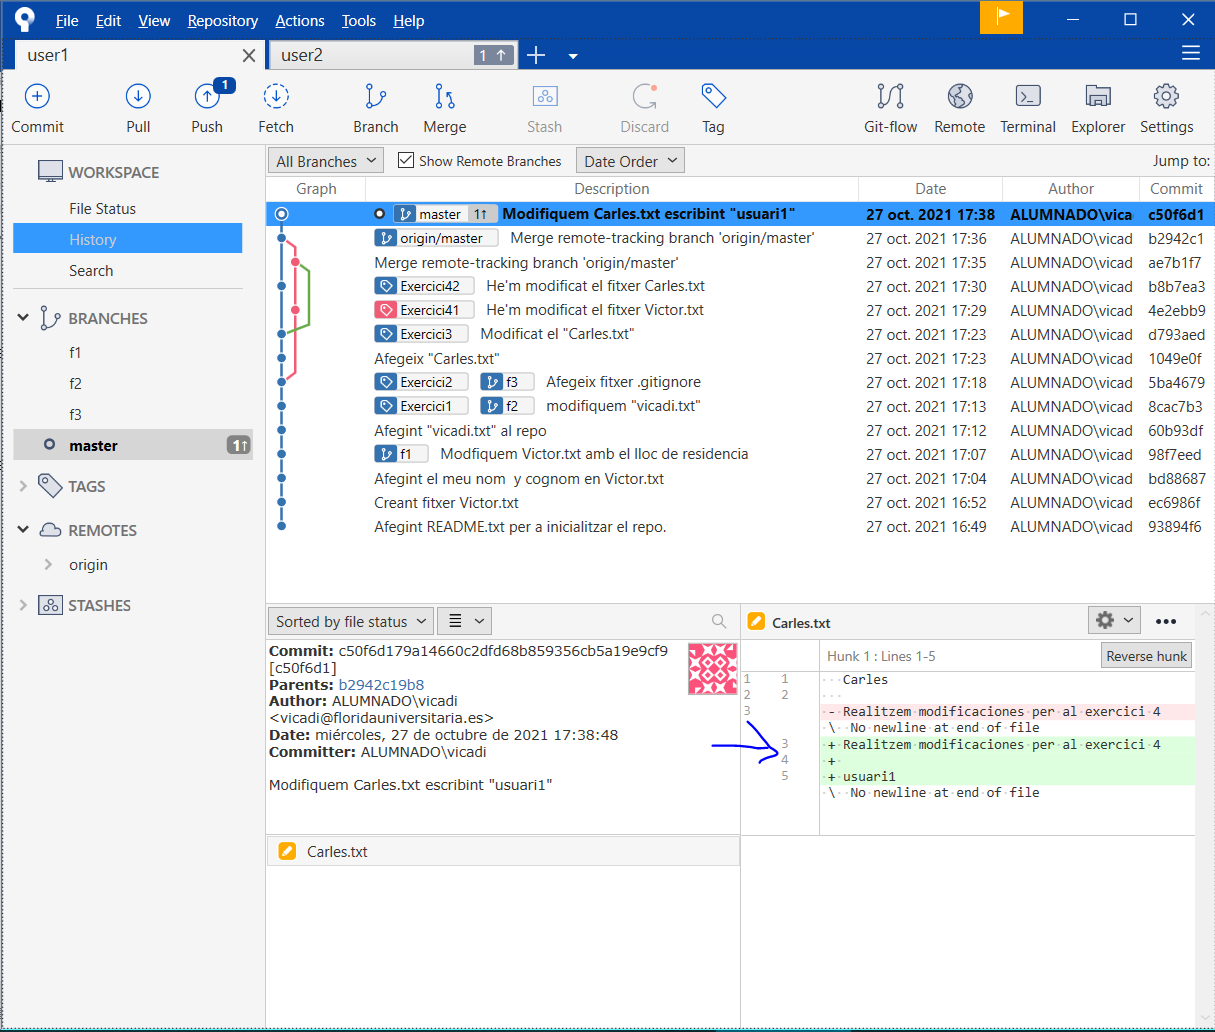 File Edit View Repository Actions Tools Help
user1 user2 1↑
1
Commit Pull Push Fetch Branch Merge Stash Discard Tag Git-flow Remote Terminal Explorer Settings
WORKSPACE
File Status
History
Search
BRANCHES
f1
f2
f3
master 1↑
TAGS
REMOTES
origin
STASHES
All Branches Show Remote Branches Date Order Jump to:
Graph Description Date Author Commit
master 1↑ Modifiquem Carles.txt escribint "usuari1" 27 oct. 2021 17:38 ALUMNADO\vica c50f6d1
origin/master Merge remote-tracking branch 'origin/master' 27 oct. 2021 17:36 ALUMNADO\vicad b2942c1
Merge remote-tracking branch 'origin/master' 27 oct. 2021 17:35 ALUMNADO\vicad ae7b1f7
Exercici42 He'm modificat el fitxer Carles.txt 27 oct. 2021 17:30 ALUMNADO\vicad b8b7ea3
Exercici41 He'm modificat el fitxer Victor.txt 27 oct. 2021 17:29 ALUMNADO\vicad 4e2ebb9
Exercici3 Modificat el "Carles.txt" 27 oct. 2021 17:23 ALUMNADO\vicad d793aed
Afegeix "Carles.txt" 27 oct. 2021 17:23 ALUMNADO\vicad 1049e0f
Exercici2 f3 Afegeix fitxer .gitignore 27 oct. 2021 17:18 ALUMNADO\vicad 5ba4679
Exercici1 f2 modifiquem "vicadi.txt" 27 oct. 2021 17:13 ALUMNADO\vicad 8cac7b3
Afegint "vicadi.txt" al repo 27 oct. 2021 17:12 ALUMNADO\vicad 60b93df
f1 Modfiquem Victor.txt amb el lloc de residencia 27 oct. 2021 17:07 ALUMNADO\vicad 98f7eed
Afegint el meu nom y cognom en Victor.txt 27 oct. 2021 17:04 ALUMNADO\vicad bd88687
Creant fitxer Victor.txt 27 oct. 2021 16:52 ALUMNADO\vicad ec6986f
Afegint README.txt per a inicialitzar el repo. 27 oct. 2021 16:49 ALUMNADO\vicad 93894f6
Sorted by file status
Commit: c50f6d179a14660c2dfd68b859356cb5a19e9cf9
[c50f6d1]
Parents: b2942c19b8
Author: ALUMNADO\vicadi
<vicadi@floridauniversitaria.es>
Date: miércoles, 27 de octubre de 2021 17:38:48
Committer: ALUMNADO\vicadi
Modifiquem Carles.txt escribint "usuari1"
Carles.txt
Carles.txt
Hunk 1 : Lines 1-5 Reverse hunk
1 1 Carles
2 2
3 - Realitzem modificaciones per al exercici 4
\ No newline at end of file
3 + Realitzem modificaciones per al exercici 4
4 +
5 + usuari1
\ No newline at end of file